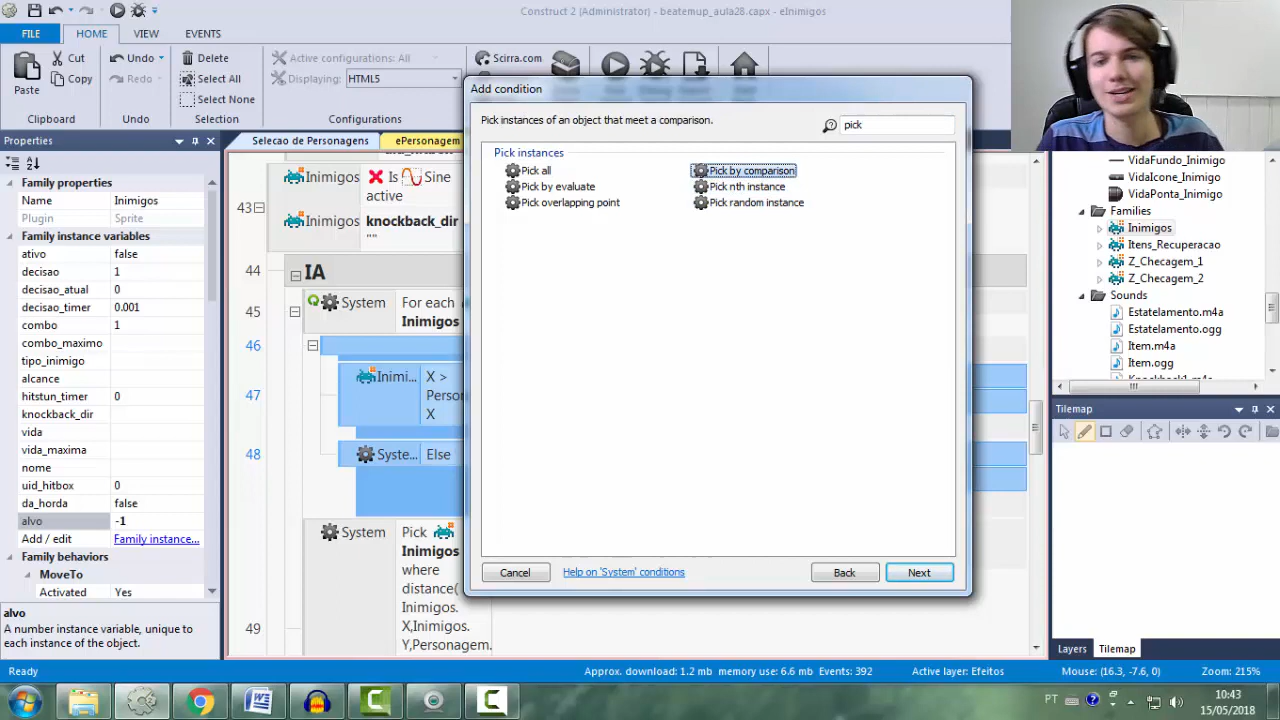 Construct 2 (Administrator) - beatemup_aula28.capx - eInimigos
FILE HOME VIEW EVENTS
Paste
Cut
Copy
Clipboard
Undo
Redo
Undo
Delete
Select All
Select None
Selection
Active configurations: All
Displaying: HTML5
Configurations
Scirra.com
Properties
Family properties
Name Inimigos
Plugin Sprite
Family instance variables
ativo false
decisao 1
decisao_atual 0
decisao_timer 0.001
combo 1
combo_maximo
tipo_inimigo
alcance
hitstun_timer 0
knockback_dir
vida
vida_maxima
nome
uid_hitbox 0
da_horda false
alvo -1
Add / edit Family instance...
Family behaviors
MoveTo
Activated Yes
alvo
A number instance variable, unique to
each instance of the object.
Selecao de Personagens ePersonagem
Inimigos Is Sine
active
43
Inimigos knockback_dir
""
44 IA
45 System For each
Inimigos
46
47 Inimi... X >
Person
X
48 Syste... Else
System Pick
Inimigos
where
distance(
Inimigos.
X,Inimigos.
49 Y,Personagem.
Add condition
Pick instances of an object that meet a comparison.
pick
Pick instances
Pick all Pick by comparison
Pick by evaluate Pick nth instance
Pick overlapping point Pick random instance
Cancel Help on 'System' conditions Back Next
VidaFundo_Inimigo
VidaIcone_Inimigo
VidaPonta_Inimigo
Families
Inimigos
Itens_Recuperacao
Z_Checagem_1
Z_Checagem_2
Sounds
Estatelamento.m4a
Estatelamento.ogg
Item.m4a
Item.ogg
Knockback1.m4a
Tilemap
Layers Tilemap
Ready Approx. download: 1.2 mb memory use: 6.6 mb Events: 392 Active layer: Efeitos Mouse: (16.3, -7.6, 0) Zoom: 215%
PT
10:43
15/05/2018